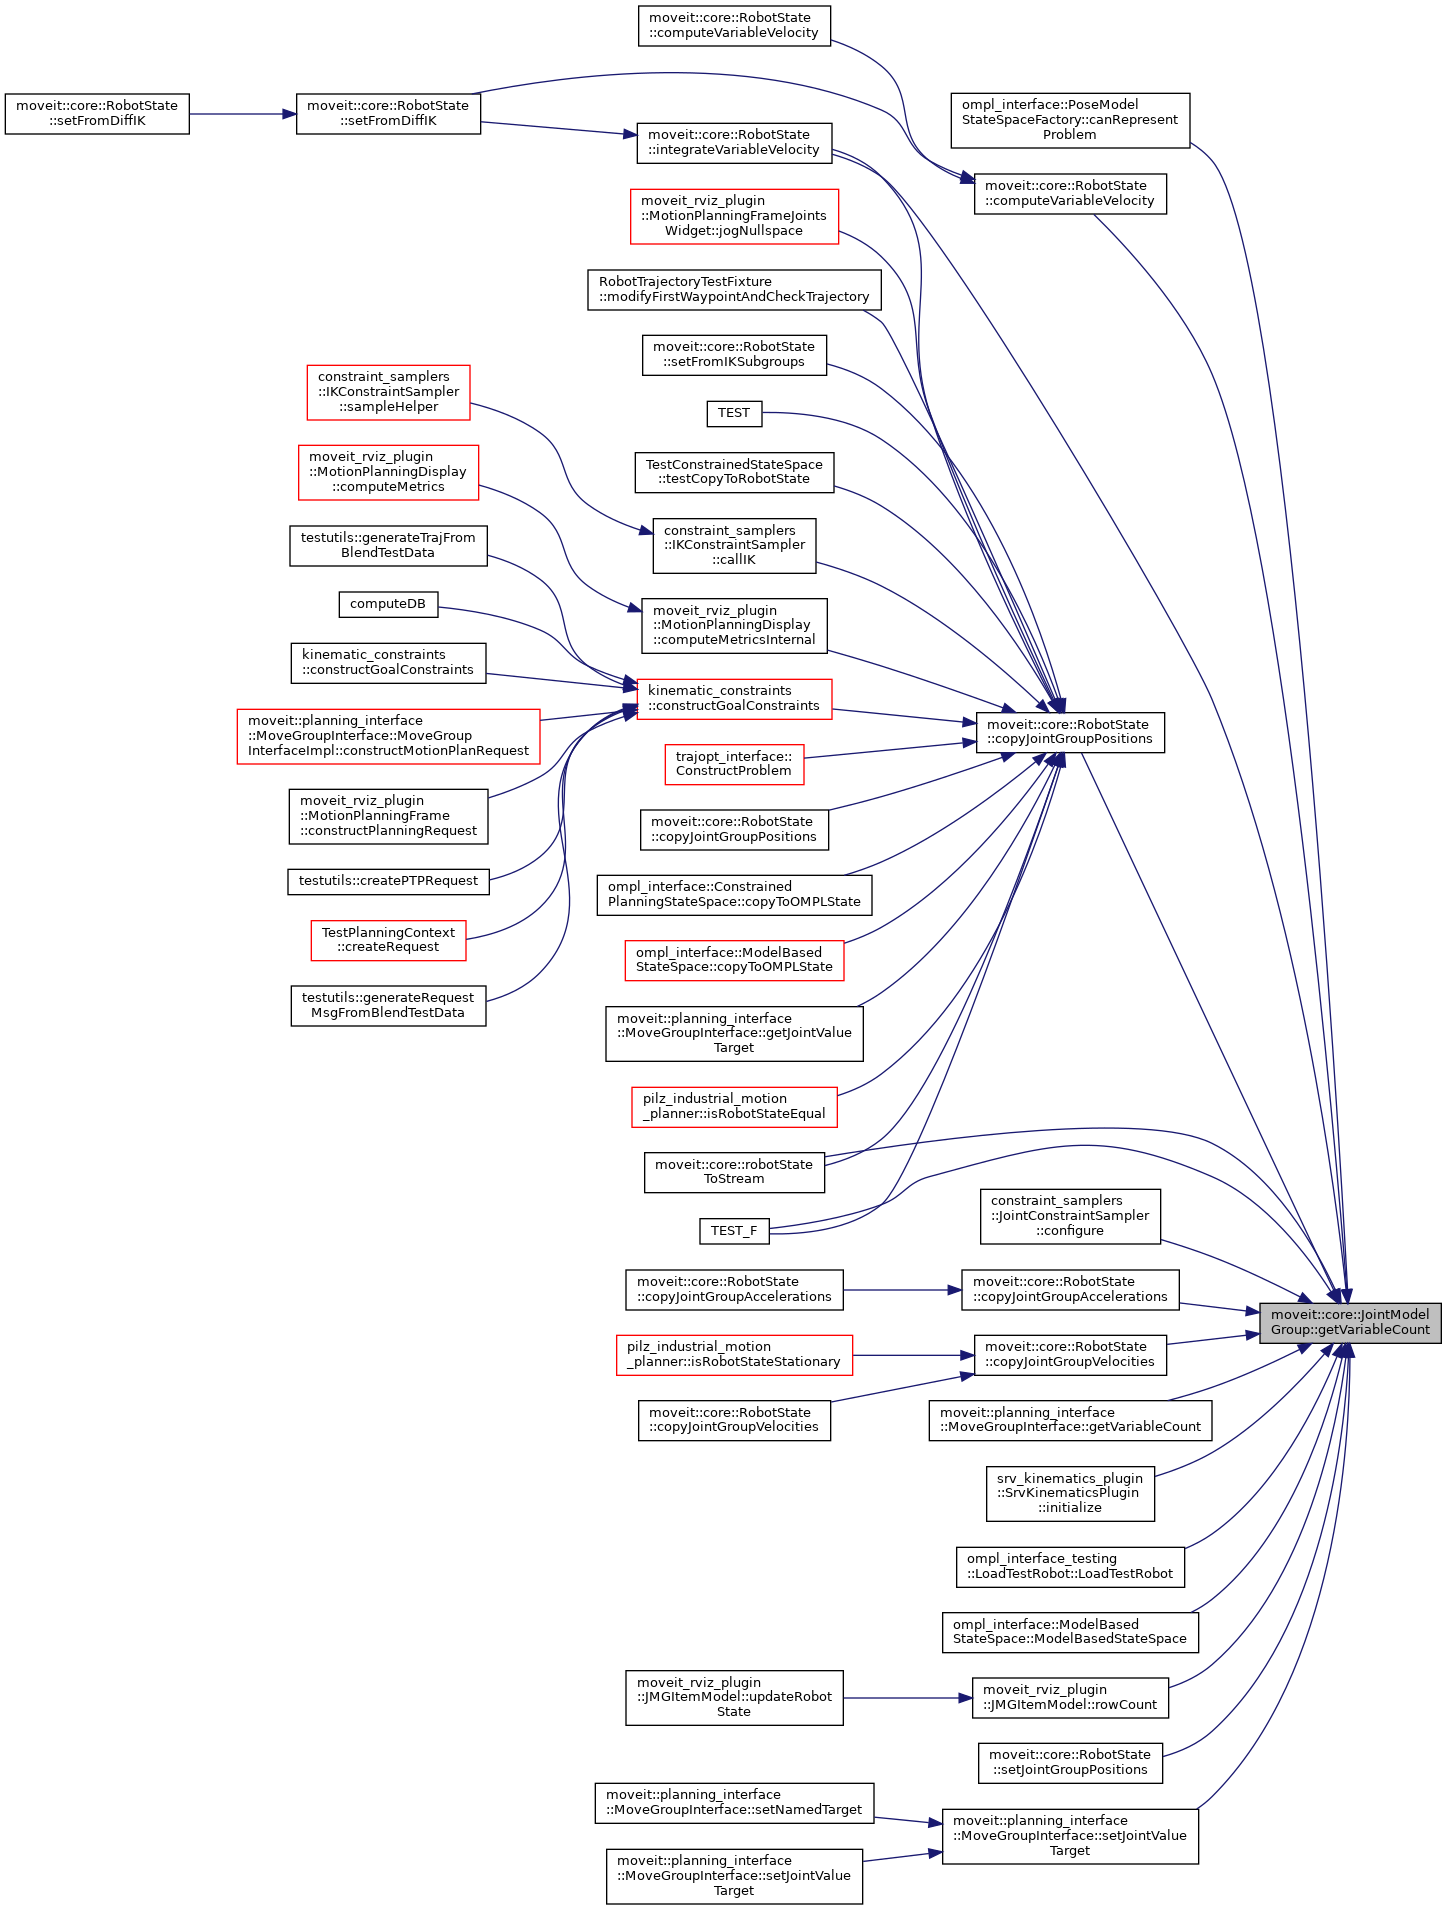 moveit::core::RobotState
::computeVariableVelocity
moveit::core::RobotState
::setFromDiffIK
moveit::core::RobotState
::setFromDiffIK
ompl_interface::PoseModel
StateSpaceFactory::canRepresent
Problem
moveit::core::RobotState
::integrateVariableVelocity
moveit::core::RobotState
::computeVariableVelocity
moveit_rviz_plugin
::MotionPlanningFrameJoints
Widget::jogNullspace
RobotTrajectoryTestFixture
::modifyFirstWaypointAndCheckTrajectory
moveit::core::RobotState
::setFromIKSubgroups
constraint_samplers
::IKConstraintSampler
::sampleHelper
TEST
moveit_rviz_plugin
::MotionPlanningDisplay
::computeMetrics
TestConstrainedStateSpace
::testCopyToRobotState
testutils::generateTrajFrom
BlendTestData
constraint_samplers
::IKConstraintSampler
::callIK
computeDB
moveit_rviz_plugin
::MotionPlanningDisplay
::computeMetricsInternal
kinematic_constraints
::constructGoalConstraints
kinematic_constraints
::constructGoalConstraints
moveit::planning_interface
::MoveGroupInterface::MoveGroup
InterfaceImpl::constructMotionPlanRequest
moveit::core::RobotState
::copyJointGroupPositions
trajopt_interface::
ConstructProblem
moveit_rviz_plugin
::MotionPlanningFrame
::constructPlanningRequest
moveit::core::RobotState
::copyJointGroupPositions
testutils::createPTPRequest
ompl_interface::Constrained
PlanningStateSpace::copyToOMPLState
TestPlanningContext
::createRequest
ompl_interface::ModelBased
StateSpace::copyToOMPLState
testutils::generateRequest
MsgFromBlendTestData
moveit::planning_interface
::MoveGroupInterface::getJointValue
Target
pilz_industrial_motion
_planner::isRobotStateEqual
moveit::core::robotState
ToStream
constraint_samplers
::JointConstraintSampler
::configure
TEST_F
moveit::core::RobotState
::copyJointGroupAccelerations
moveit::core::RobotState
::copyJointGroupAccelerations
moveit::core::JointModel
Group::getVariableCount
pilz_industrial_motion
_planner::isRobotStateStationary
moveit::core::RobotState
::copyJointGroupVelocities
moveit::core::RobotState
::copyJointGroupVelocities
moveit::planning_interface
::MoveGroupInterface::getVariableCount
srv_kinematics_plugin
::SrvKinematicsPlugin
::initialize
ompl_interface_testing
::LoadTestRobot::LoadTestRobot
ompl_interface::ModelBased
StateSpace::ModelBasedStateSpace
moveit_rviz_plugin
::JMGItemModel::updateRobot
State
moveit_rviz_plugin
::JMGItemModel::rowCount
moveit::core::RobotState
::setJointGroupPositions
moveit::planning_interface
::MoveGroupInterface::setNamedTarget
moveit::planning_interface
::MoveGroupInterface::setJointValue
Target
moveit::planning_interface
::MoveGroupInterface::setJointValue
Target